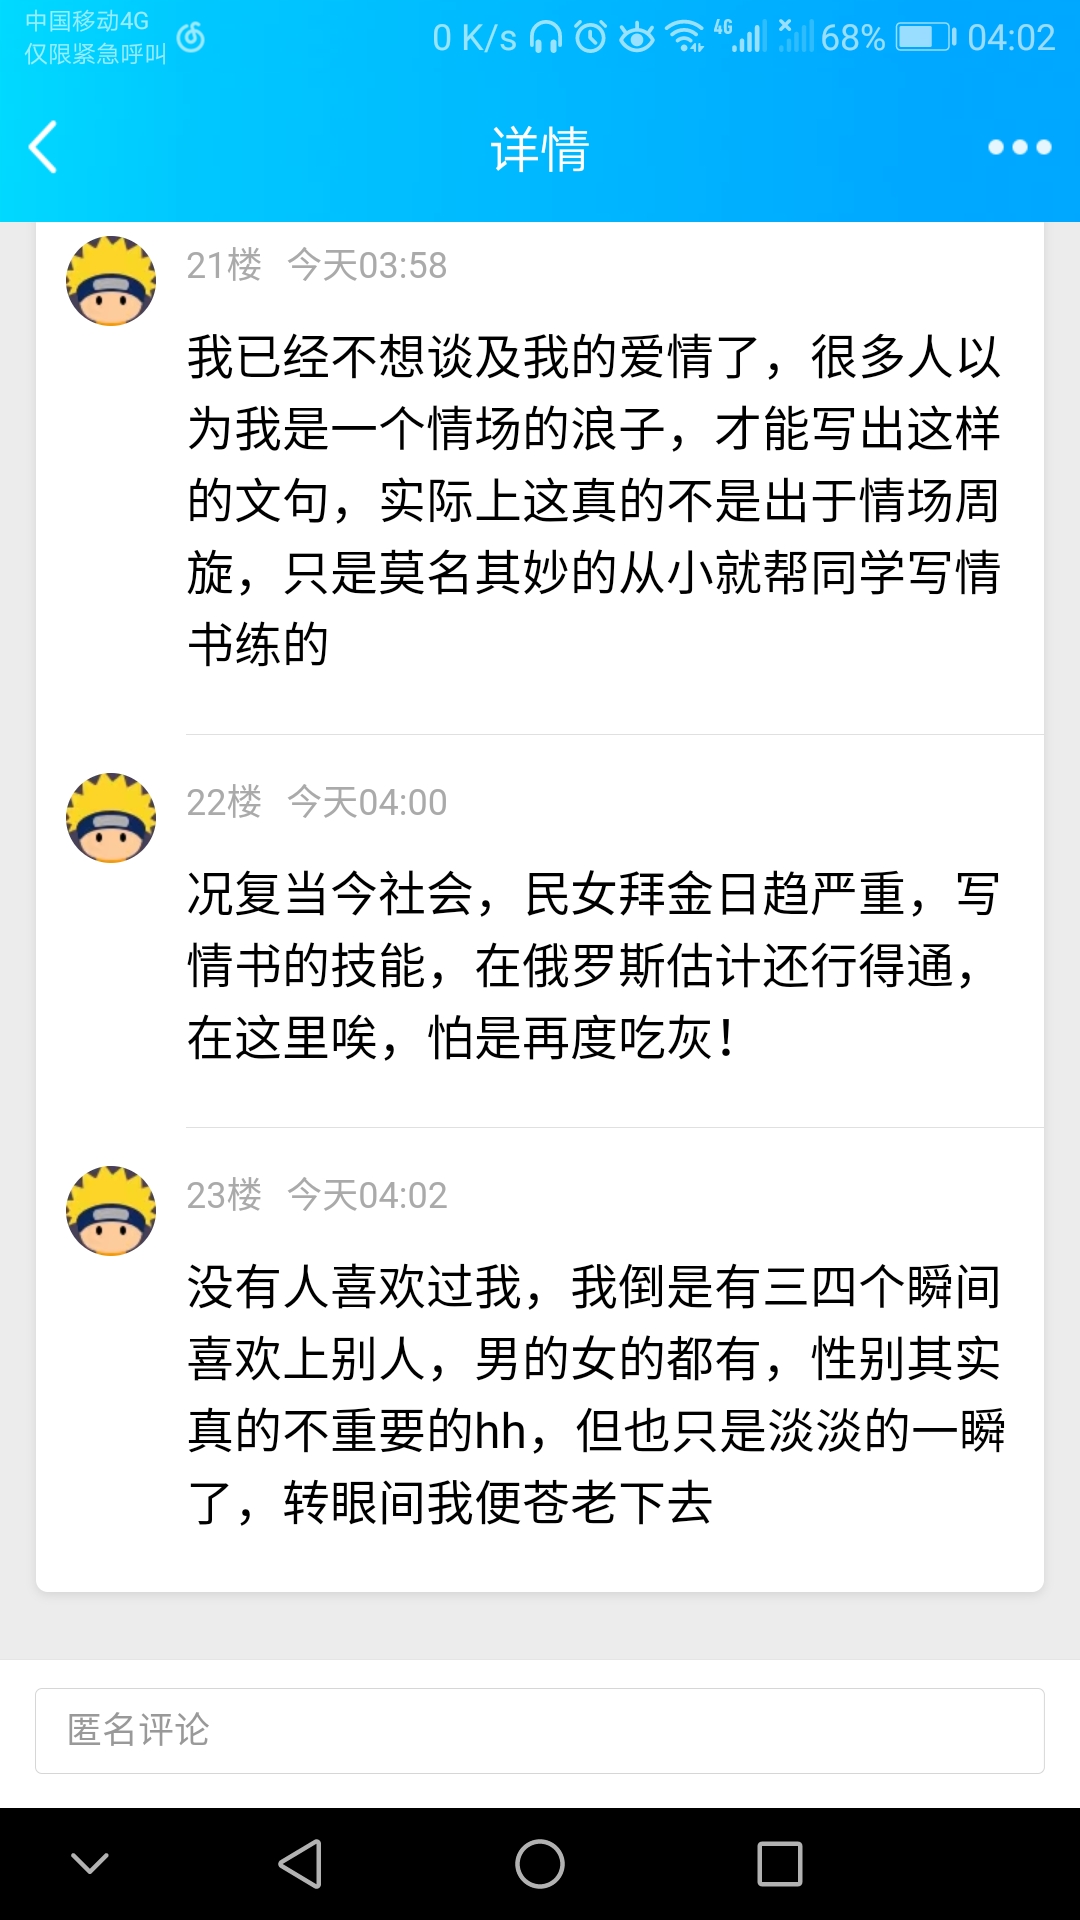 中国移动4G
仅限紧急呼叫
0 K/s 4G 68% 04:02
详情
21楼 今天03:58
我已经不想谈及我的爱情了，很多人以
为我是一个情场的浪子，才能写出这样
的文句，实际上这真的不是出于情场周
旋，只是莫名其妙的从小就帮同学写情
书练的
22楼 今天04:00
况复当今社会，民女拜金日趋严重，写
情书的技能，在俄罗斯估计还行得通，
在这里唉，怕是再度吃灰！
23楼 今天04:02
没有人喜欢过我，我倒是有三四个瞬间
喜欢上别人，男的女的都有，性别其实
真的不重要的hh，但也只是淡淡的一瞬
了，转眼间我便苍老下去
匿名评论